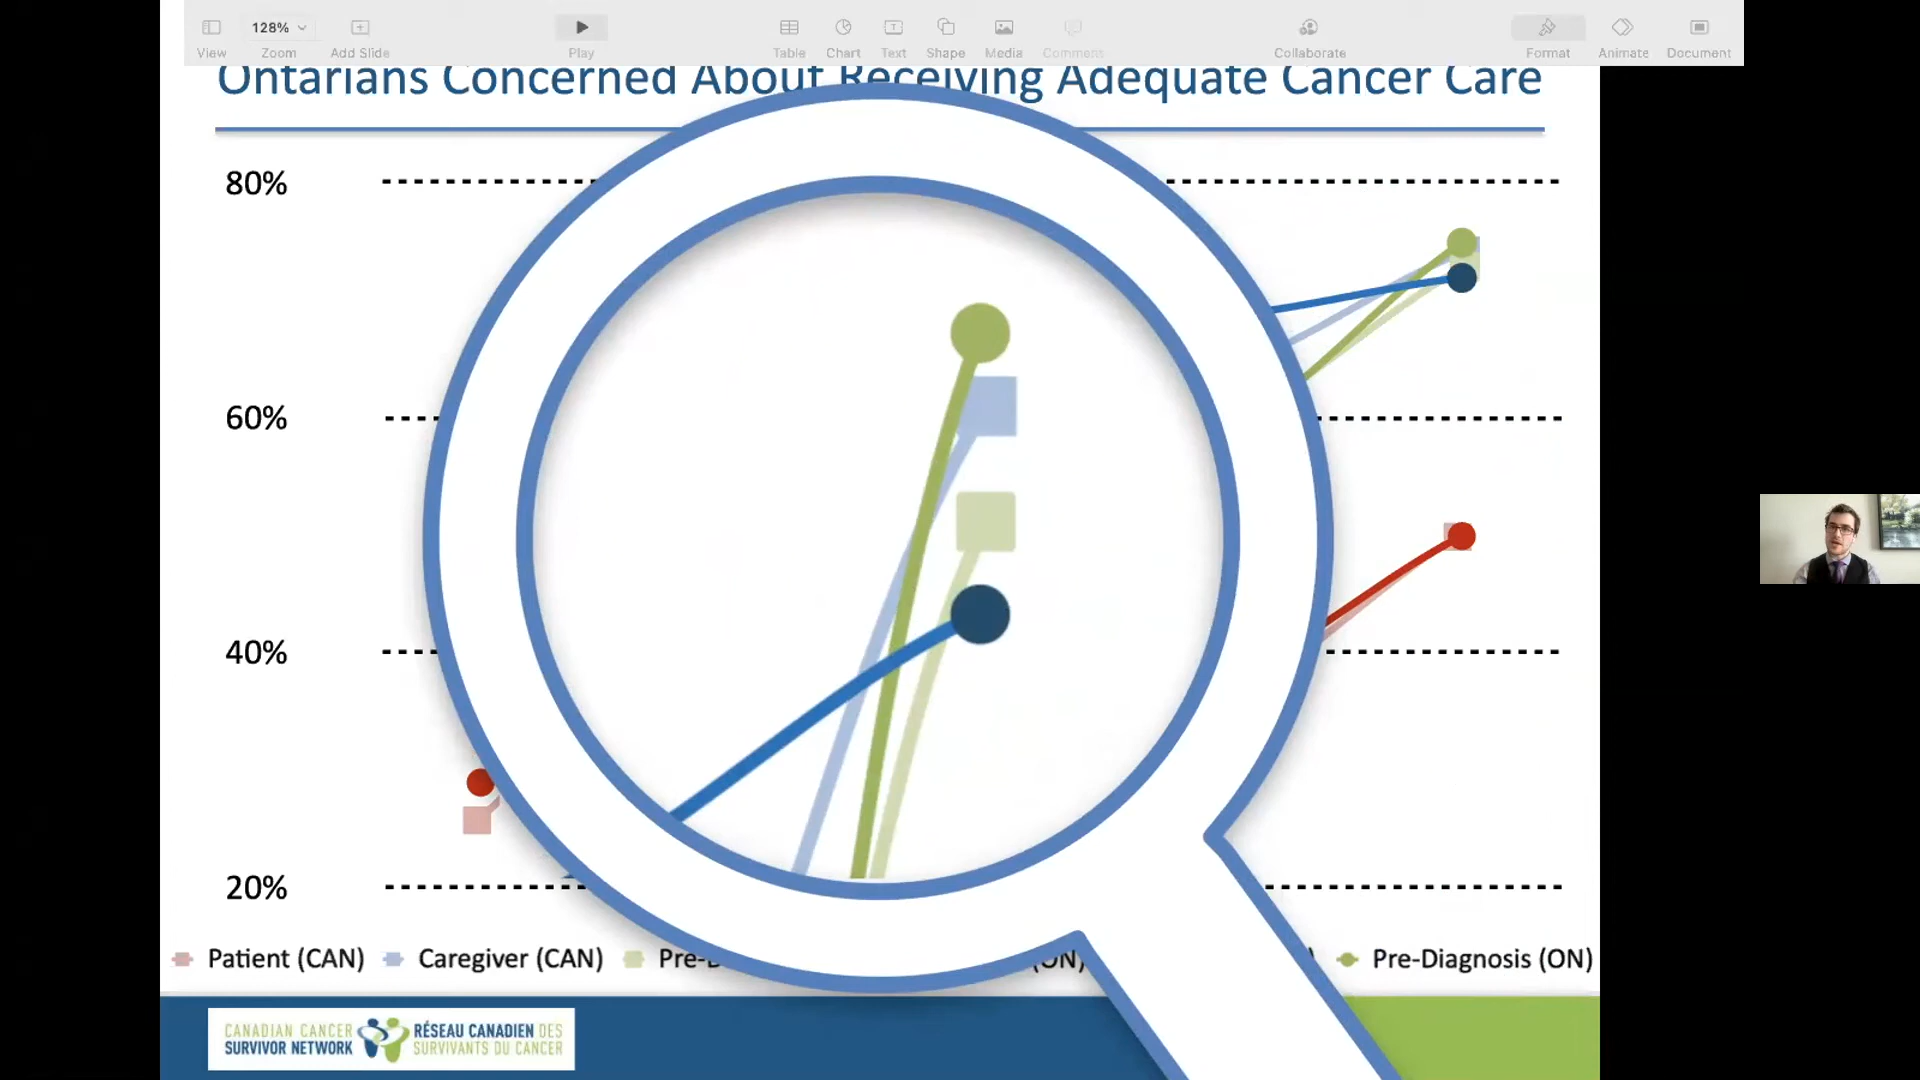 128%
View
Zoom
Add Slide
Play
Table
Chart
Text
Shape
Media
Comment
Collaborate
Format
Animate
Document
Ontarians Concerned About Receiving Adequate Cancer Care
80%
60%
40%
20%
Patient (CAN)
Caregiver (CAN)
(ON)
Pre-Diagnosis (ON)
CANADIAN CANCER
SURVIVOR NETWORK
RÉSEAU CANADIEN DES
SURVIVANTS DU CANCER